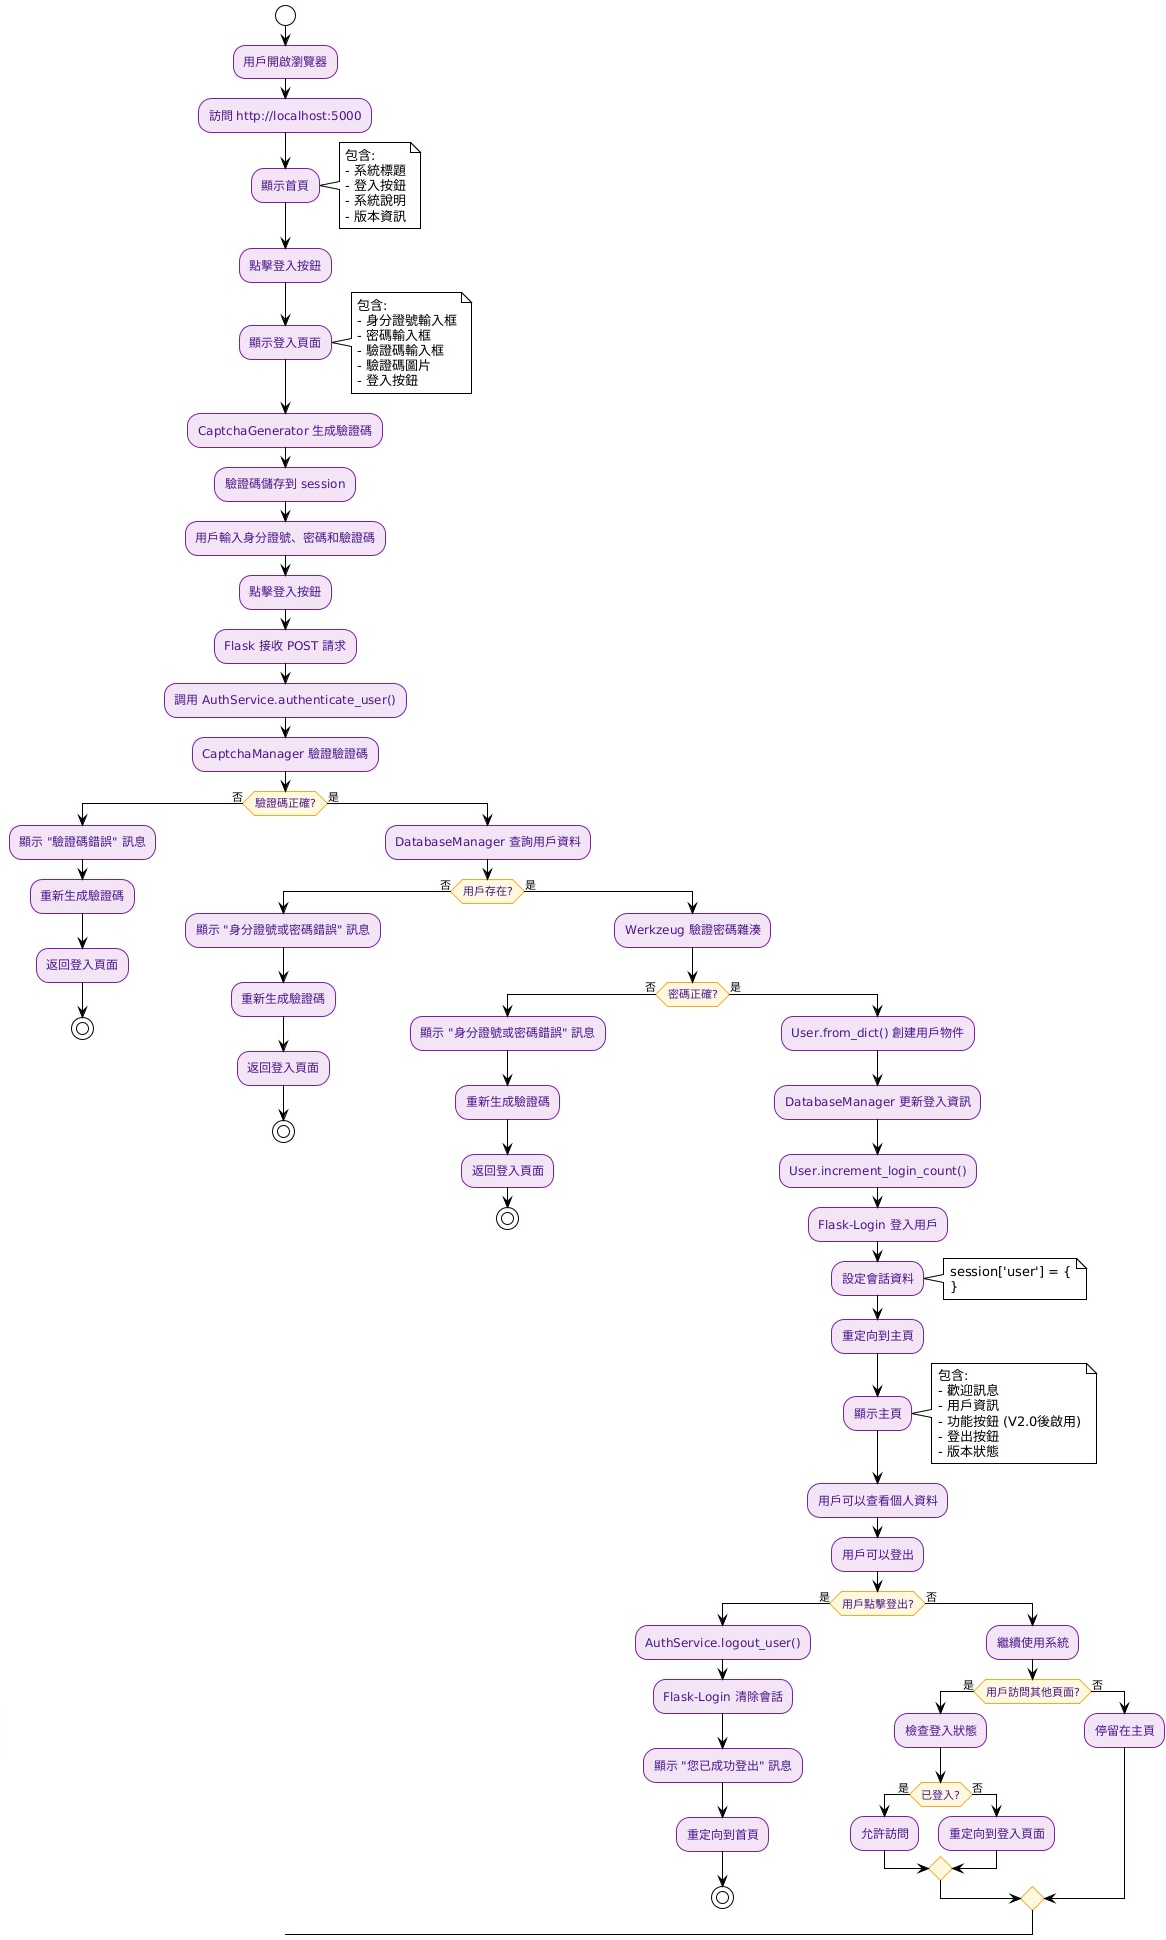 用戶開啟瀏覽器
訪問 http://localhost:5000
顯示首頁
包含:
- 系統標題
- 登入按鈕
- 系統說明
- 版本資訊
點擊登入按鈕
顯示登入頁面
包含:
- 身分證號輸入框
- 密碼輸入框
- 驗證碼輸入框
- 驗證碼圖片
- 登入按鈕
CaptchaGenerator 生成驗證碼
驗證碼儲存到 session
用戶輸入身分證號、密碼和驗證碼
點擊登入按鈕
Flask 接收 POST 請求
調用 AuthService.authenticate_user()
CaptchaManager 驗證驗證碼
否
驗證碼正確?
是
顯示 "驗證碼錯誤" 訊息
重新生成驗證碼
返回登入頁面
DatabaseManager 查詢用戶資料
否
用戶存在?
是
顯示 "身分證號或密碼錯誤" 訊息
重新生成驗證碼
返回登入頁面
Werkzeug 驗證密碼雜湊
否
密碼正確?
是
顯示 "身分證號或密碼錯誤" 訊息
重新生成驗證碼
返回登入頁面
User.from_dict() 創建用戶物件
DatabaseManager 更新登入資訊
User.increment_login_count()
Flask-Login 登入用戶
設定會話資料
session['user'] = {
}
重定向到主頁
顯示主頁
包含:
- 歡迎訊息
- 用戶資訊
- 功能按鈕 (V2.0後啟用)
- 登出按鈕
- 版本狀態
用戶可以查看個人資料
用戶可以登出
是
用戶點擊登出?
否
AuthService.logout_user()
Flask-Login 清除會話
顯示 "您已成功登出" 訊息
重定向到首頁
繼續使用系統
是
用戶訪問其他頁面?
否
檢查登入狀態
是
已登入?
否
允許訪問
重定向到登入頁面
停留在主頁